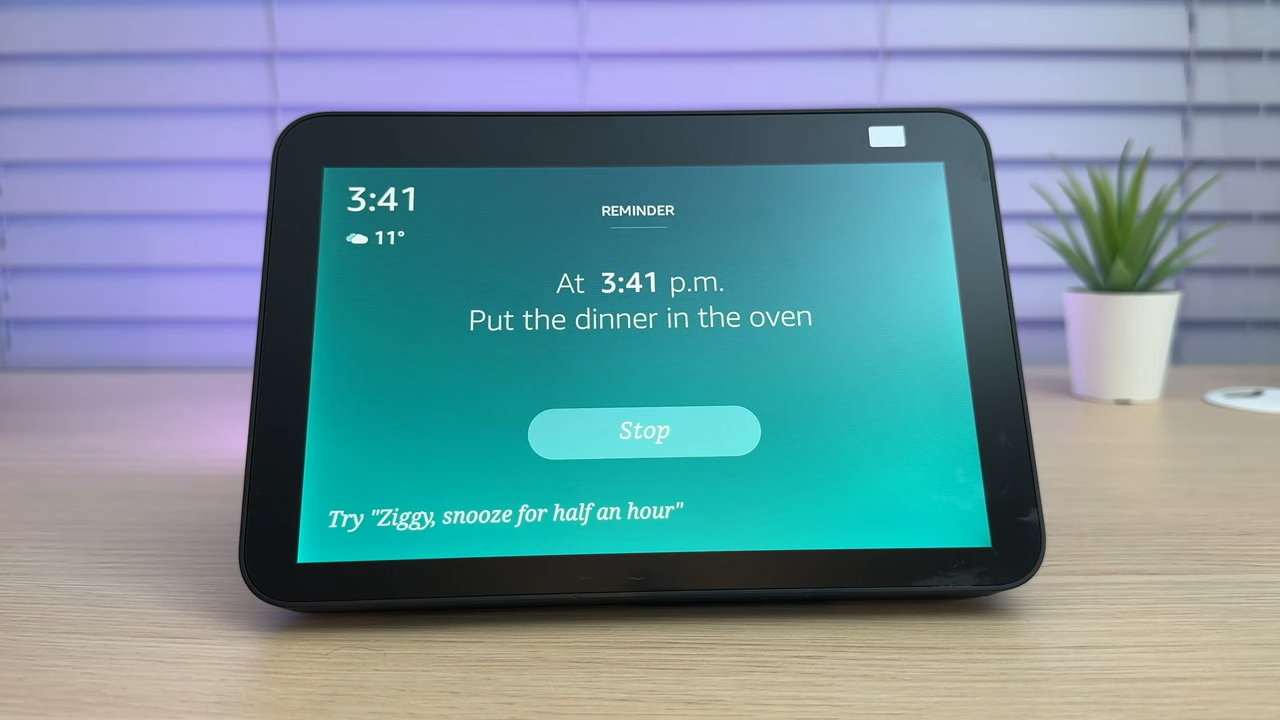 3:41
11°
REMINDER
At 3:41 p.m.
Put the dinner in the oven
Stop
Try "Ziggy, snooze for half an hour"